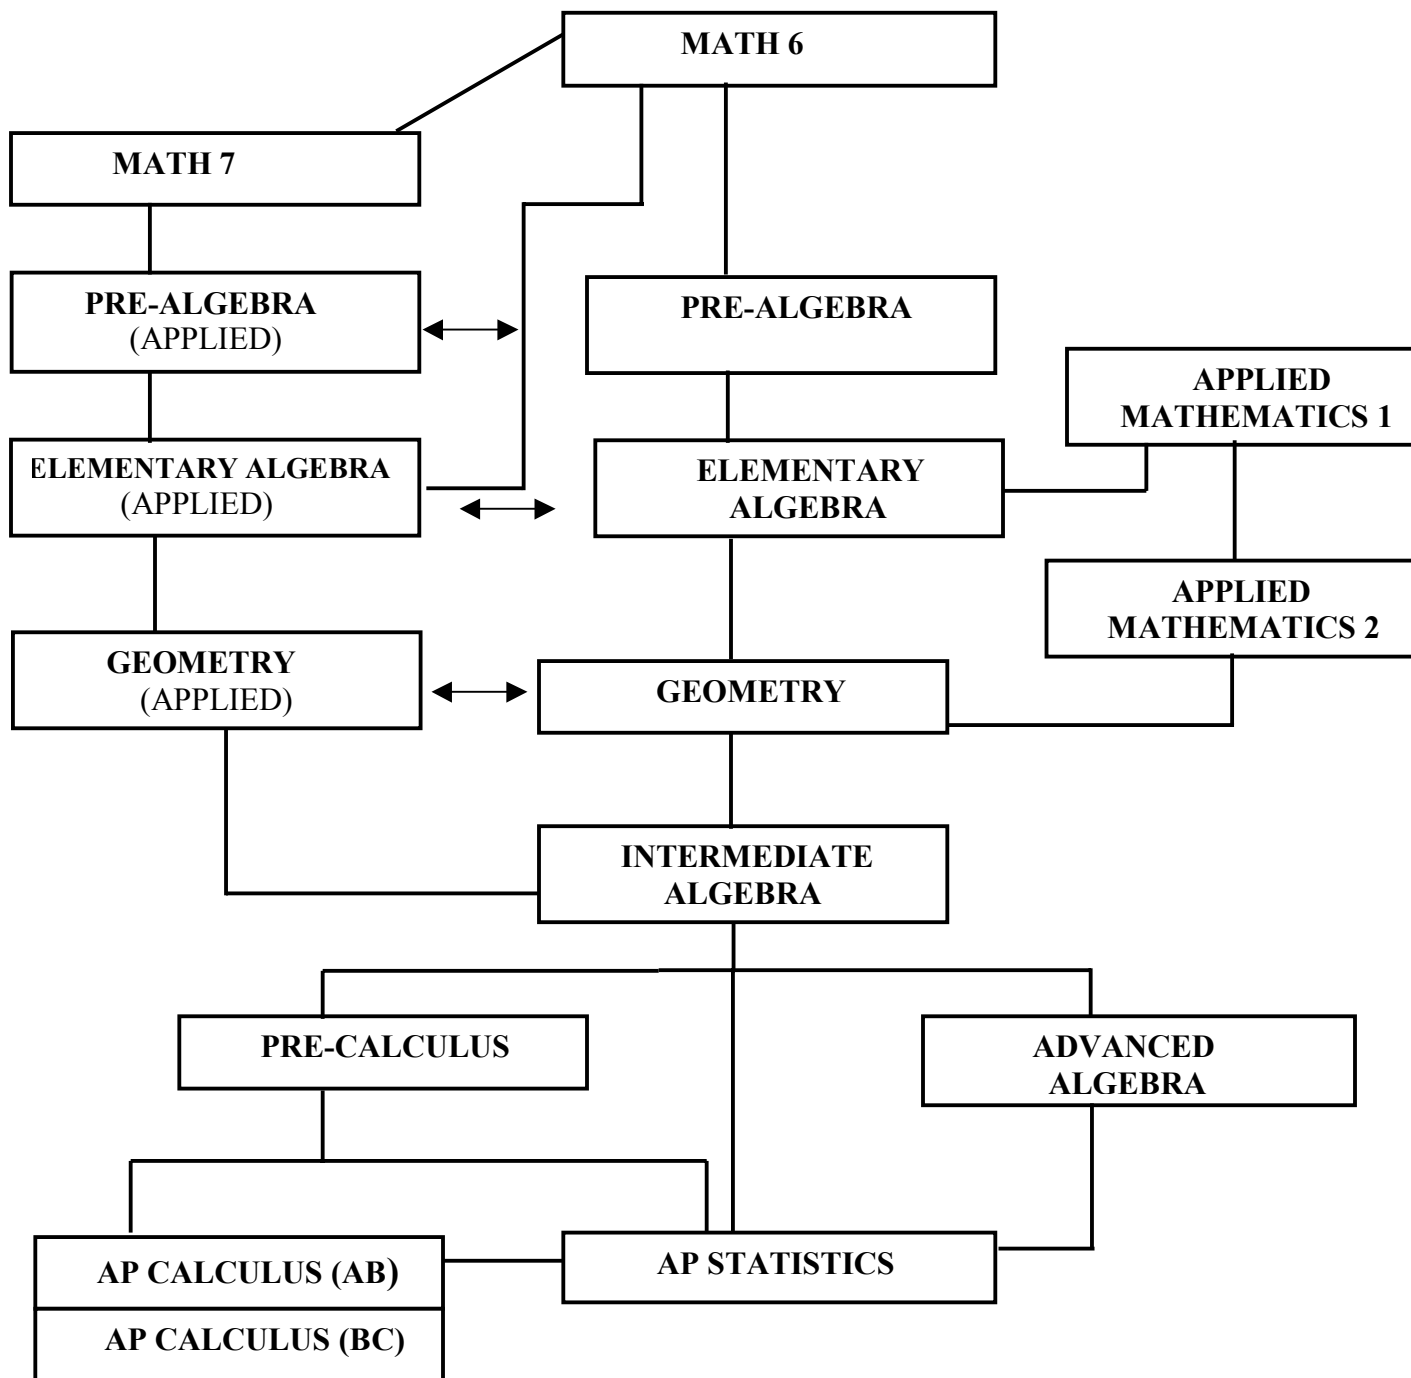 MATH 6
MATH 7
PRE-ALGEBRA
(APPLIED)
PRE-ALGEBRA
APPLIED
MATHEMATICS 1
ELEMENTARY ALGEBRA
(APPLIED)
ELEMENTARY
ALGEBRA
APPLIED
MATHEMATICS 2
GEOMETRY
(APPLIED)
GEOMETRY
INTERMEDIATE
ALGEBRA
PRE-CALCULUS
ADVANCED
ALGEBRA
AP CALCULUS (AB)
AP STATISTICS
AP CALCULUS (BC)